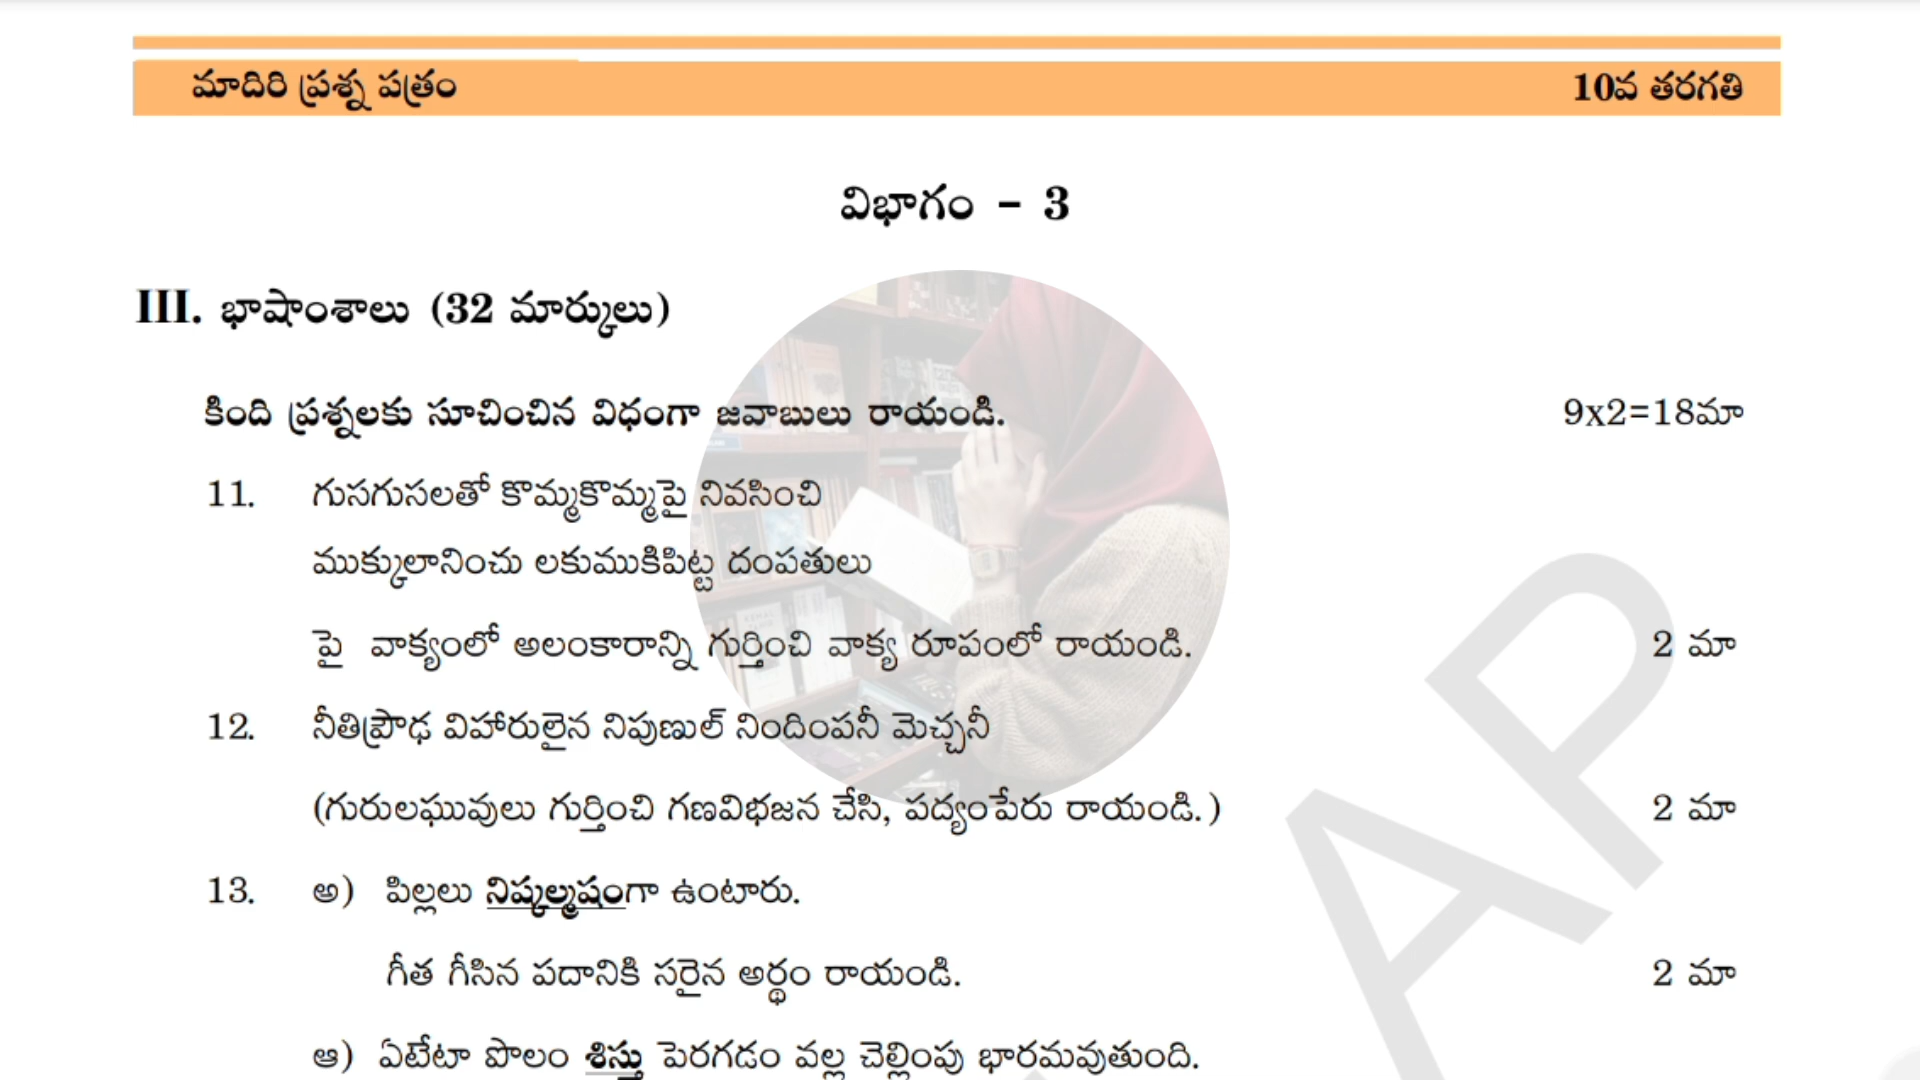 మాదిరి ప్రశ్న పత్రం 10వ తరగతి
విభాగం - 3
III. భాషాంశాలు (32 మార్కులు)
కింది ప్రశ్నలకు సూచించిన విధంగా జవాబులు రాయండి. 9x2=18మా
11. గుసగుసలతో కొమ్మకొమ్మపై నివసించి
ముక్కులానించు లకుముకిపిట్ట దంపతులు
పై వాక్యంలో అలంకారాన్ని గుర్తించి వాక్య రూపంలో రాయండి. 2 మా
12. నీతిప్రౌఢ విహారులైన నిపుణుల్ నిందింపనీ మెచ్చనీ
(గురులఘువులు గుర్తించి గణవిభజన చేసి, పద్యంపేరు రాయండి.) 2 మా
13. అ) పిల్లలు నిష్కల్మషంగా ఉంటారు.
గీత గీసిన పదానికి సరైన అర్థం రాయండి. 2 మా
ఆ) ఏటేటా పొలం శిస్తు పెరగడం వల్ల చెల్లింపు భారమవుతుంది.
AP